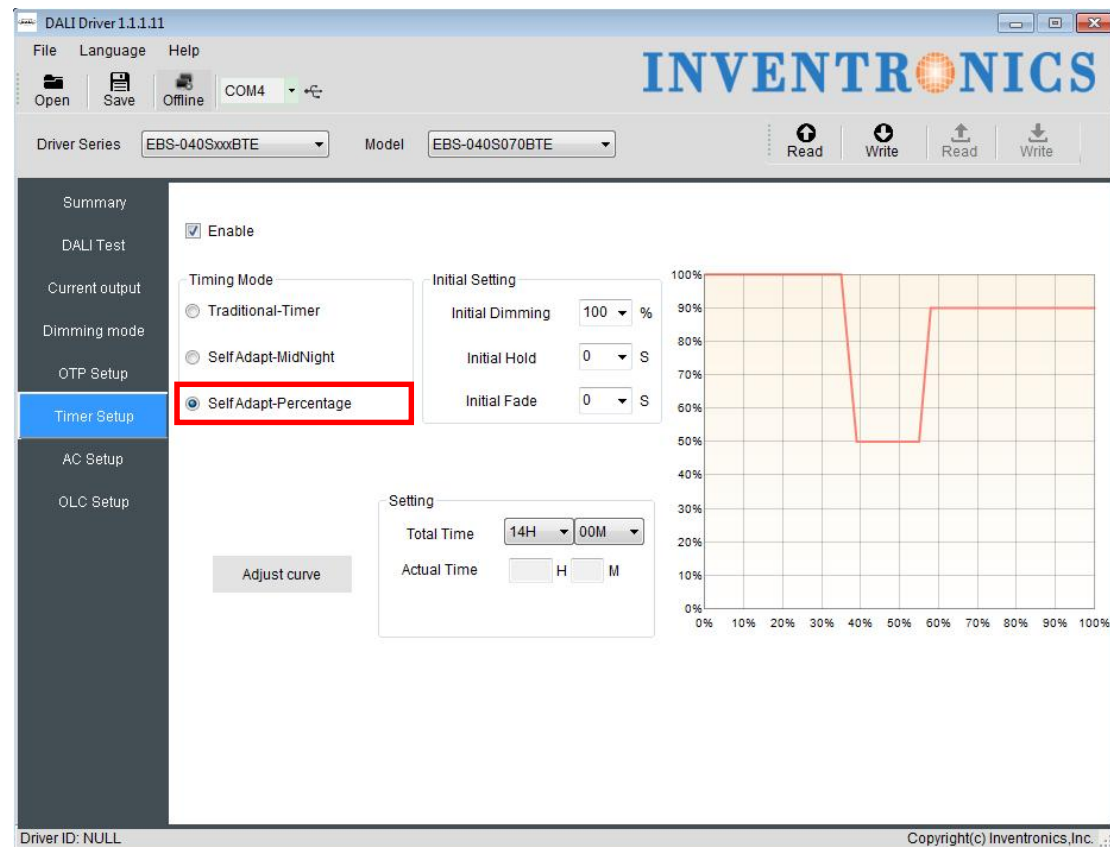 DALI Driver 1.1.1.11
File Language Help
INVENTRONICS
Open Save Offline COM4
Driver Series EBS-040SxxxBTE Model EBS-040S070BTE Read Write Read Write
Summary
DALI Test
Current output
Dimming mode
OTP Setup
Timer Setup
AC Setup
OLC Setup
Enable
Timing Mode
Traditional-Timer
SelfAdapt-MidNight
SelfAdapt-Percentage
Initial Setting
Initial Dimming 100 %
Initial Hold 0 S
Initial Fade 0 S
Adjust curve
Setting
Total Time 14H 00M
Actual Time H M
100%
90%
80%
70%
60%
50%
40%
30%
20%
10%
0%
0% 10% 20% 30% 40% 50% 60% 70% 80% 90% 100%
Driver ID: NULL Copyright(c) Inventronics,Inc.